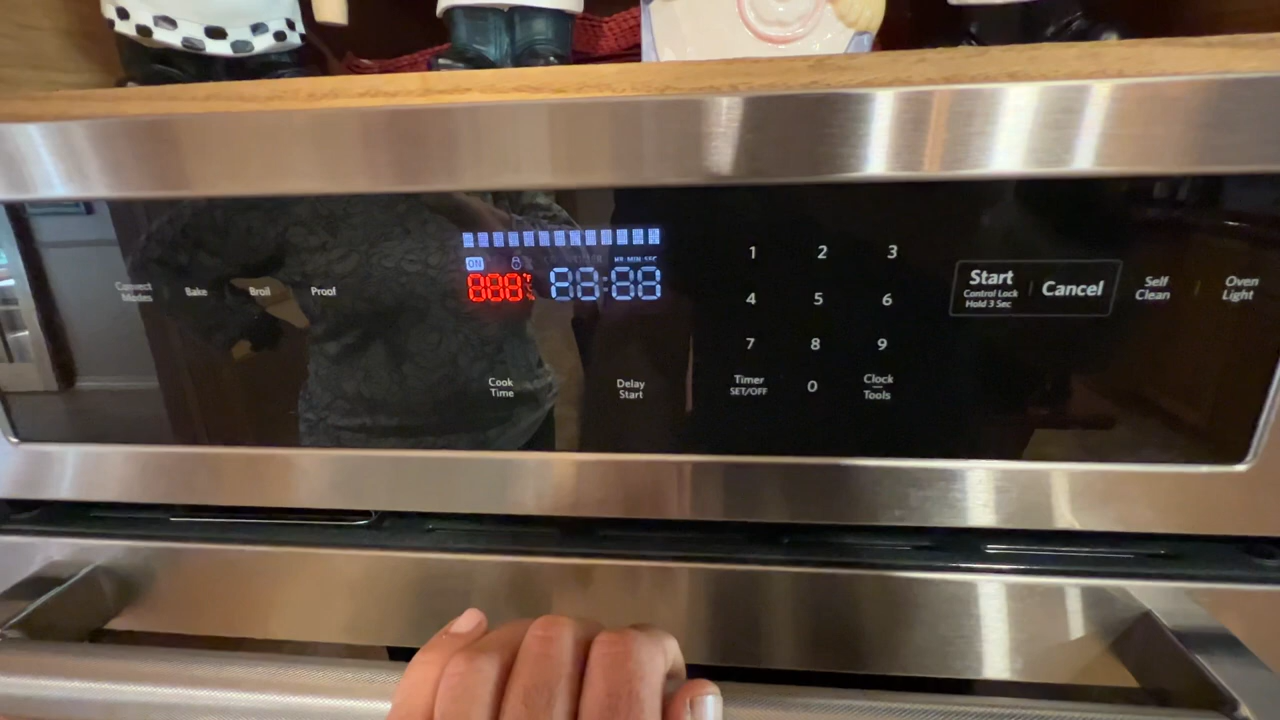 ON
HR MIN SEC
888°F
88:88
Convect
Modes
Bake
Broil
Proof
Cook
Time
Delay
Start
1 2 3
4 5 6
7 8 9
Timer
SET/OFF
0
Clock
Tools
Start
Control Lock
Hold 3 Sec
Cancel
Self
Clean
Oven
Light